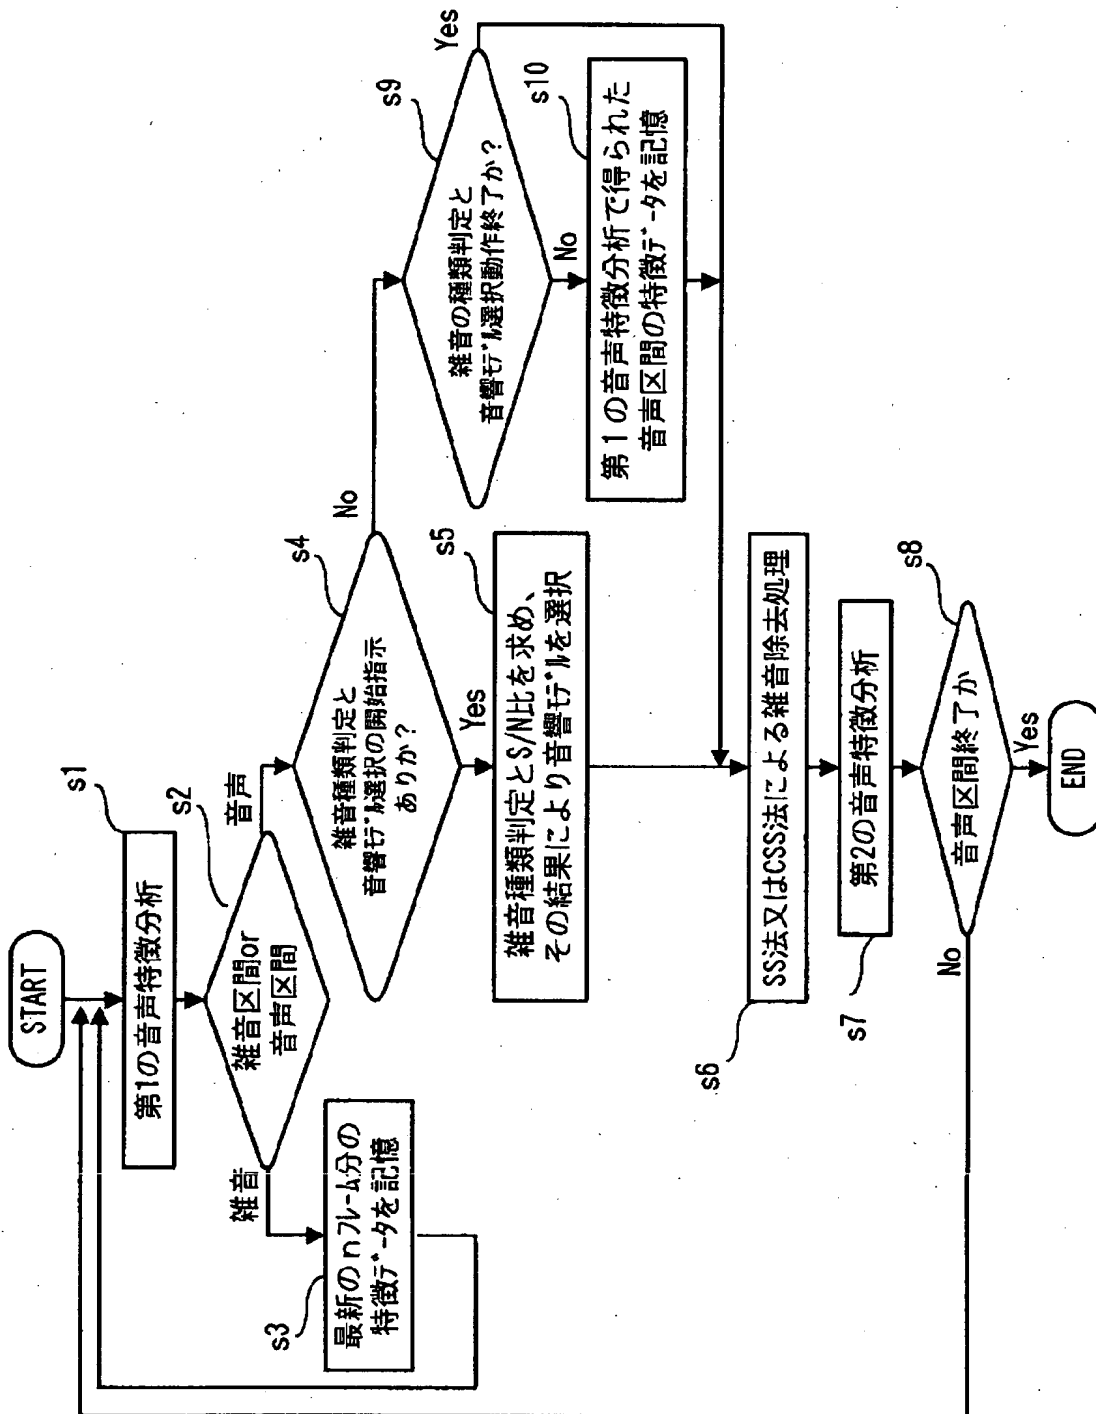 START
s1
第1の音声特徴分析
s2
雑音区間or
音声区間
雑音
音声
s3
最新のnフレーム分の
特徴データを記憶
s4
雑音種類判定と
音響モデル選択の開始指示
ありか？
Yes
No
s5
雑音種類判定とS/N比を求め、
その結果により音響モデルを選択
s9
雑音の種類判定と
音響モデル選択動作終了か？
Yes
No
s10
第1の音声特徴分析で得られた
音声区間の特徴データを記憶
s6
SS法又はCSS法による雑音除去処理
s7
第2の音声特徴分析
s8
音声区間終了か
No
Yes
END